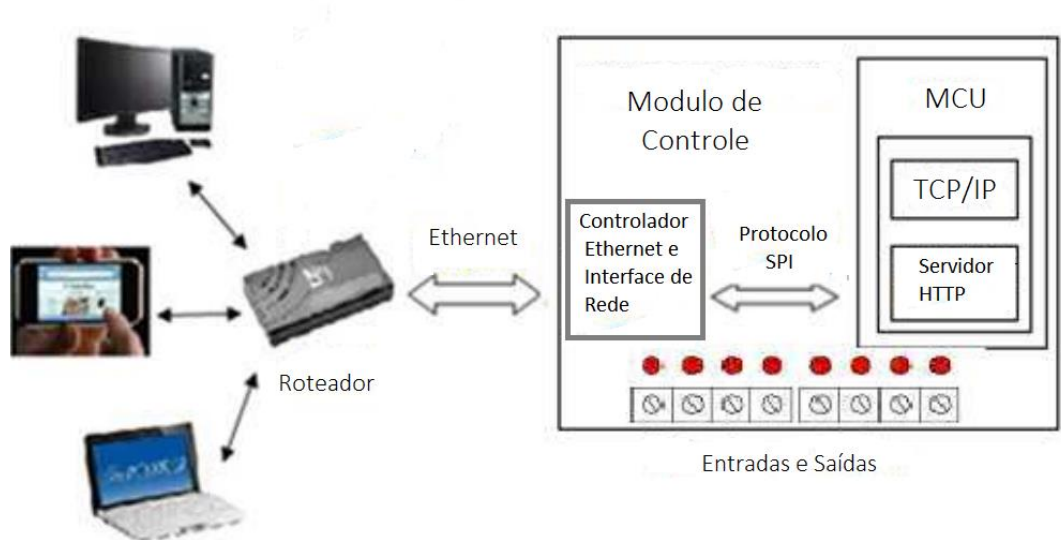 Modulo de
Controle
MCU
TCP/IP
Servidor
HTTP
Controlador
Ethernet e
Interface de
Rede
Protocolo
SPI
Ethernet
Roteador
Entradas e Saídas